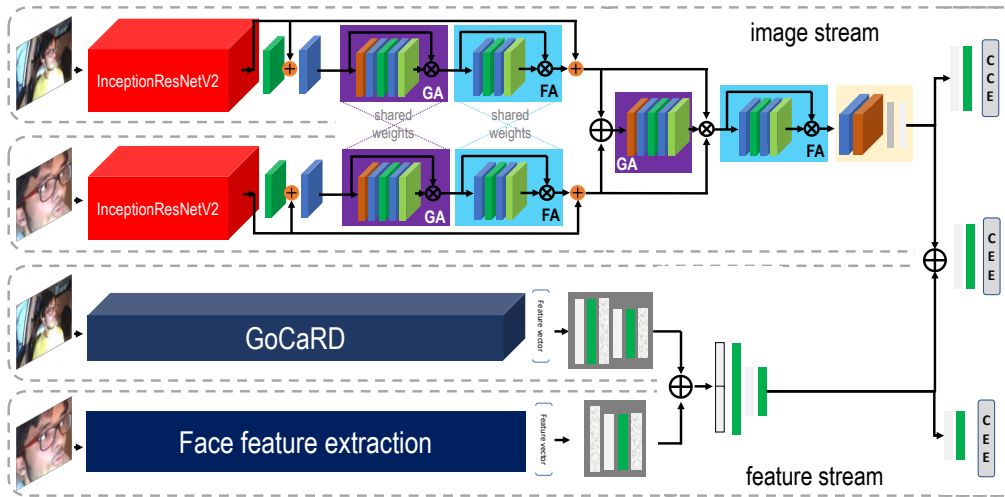 image stream
C
C
E
InceptionResNetV2
GA
FA
shared
weights
shared
weights
GA
FA
InceptionResNetV2
GA
FA
C
E
E
GoCaRD
Feature vector
Face feature extraction
Feature vector
C
E
E
feature stream